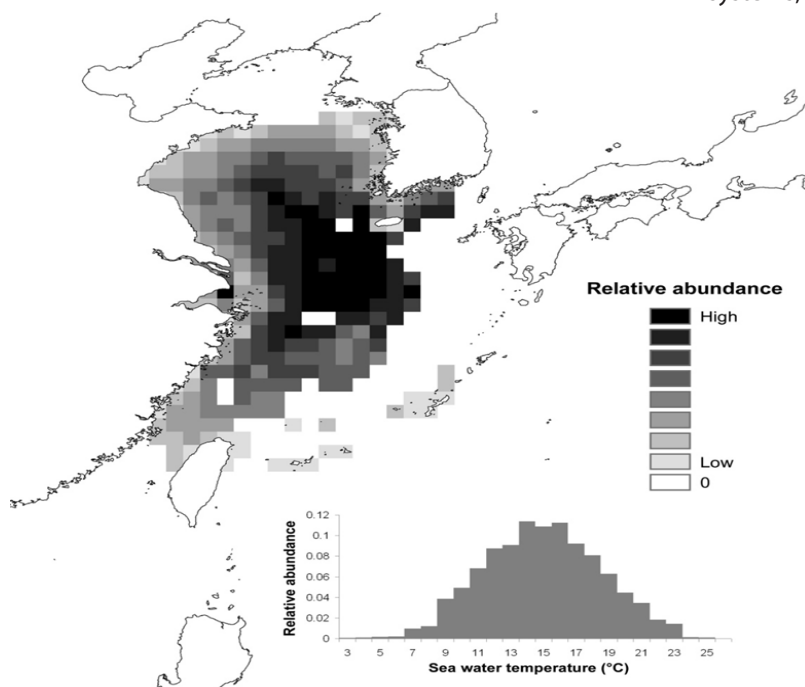 Relative abundance
High
Low
0
Relative abundance
0.12
0.1
0.08
0.06
0.04
0.02
0
3 5 7 9 11 13 15 17 19 21 23 25
Sea water temperature (°C)